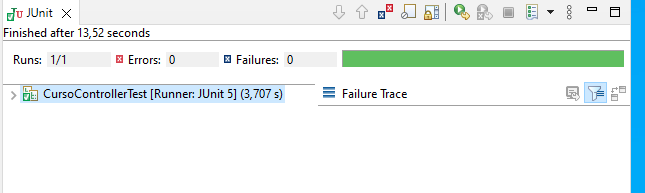 JUnit
Finished after 13,52 seconds
Runs: 1/1 Errors: 0 Failures: 0
CursoControllerTest [Runner: JUnit 5] (3,707 s)
Failure Trace